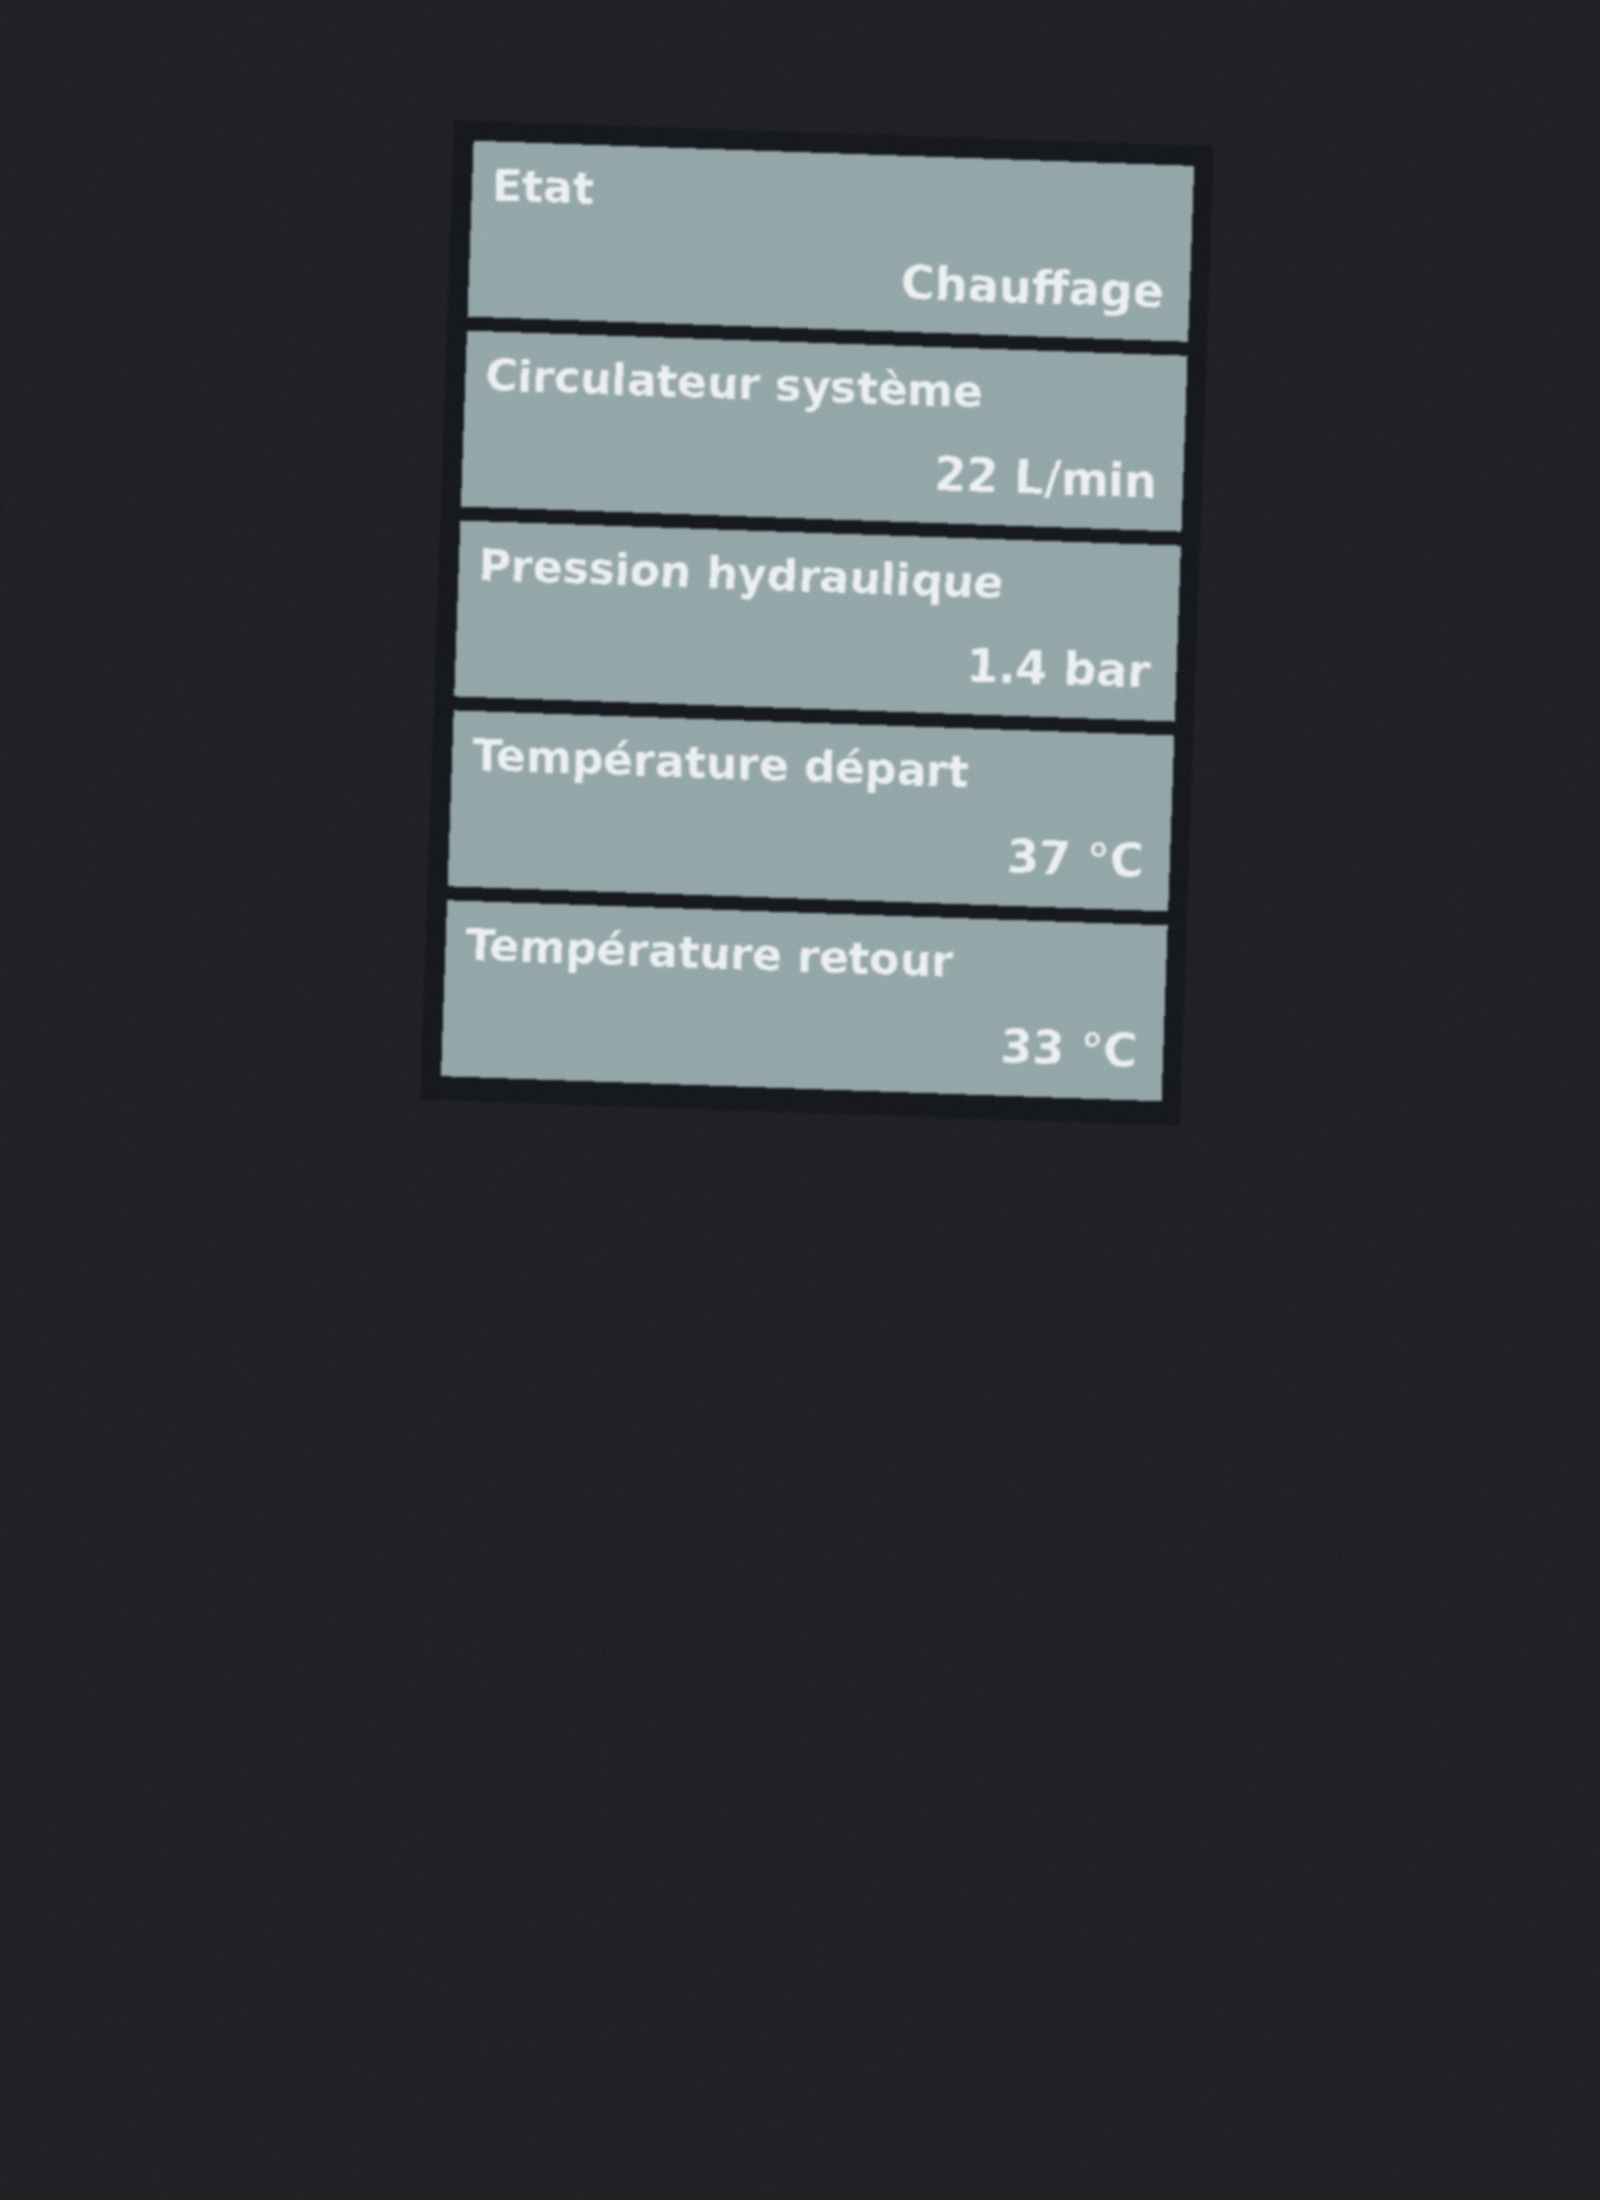 Etat
Chauffage
Circulateur système
22 L/min
Pression hydraulique
1.4 bar
Température départ
37 °C
Température retour
33 °C